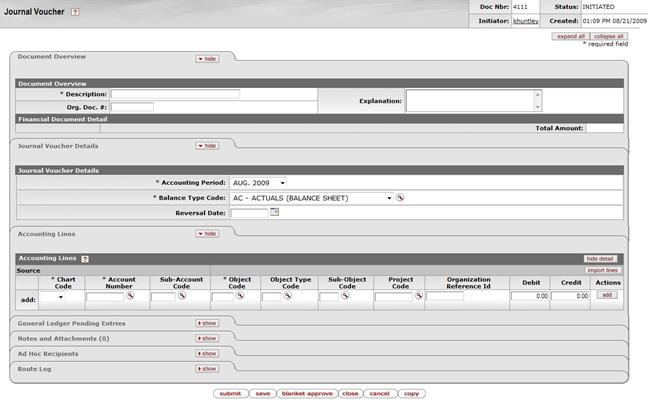 Journal Voucher ?
Doc Nbr: 4111 Status: INITIATED
Initiator: khuntley Created: 01:09 PM 08/21/2009
expand all collapse all
* required field
Document Overview hide
Document Overview
* Description: Explanation:
Org. Doc. #:
Financial Document Detail
Total Amount:
Journal Voucher Details hide
Journal Voucher Details
* Accounting Period: AUG. 2009
* Balance Type Code: AC - ACTUALS (BALANCE SHEET)
Reversal Date:
Accounting Lines hide
Accounting Lines ? hide detail
Source import lines
* Chart Code * Account Number Sub-Account Code * Object Code Object Type Code Sub-Object Code Project Code Organization Reference Id Debit Credit Actions
add: 0.00 0.00 add
General Ledger Pending Entries show
Notes and Attachments (0) show
Ad Hoc Recipients show
Route Log show
submit save blanket approve close cancel copy